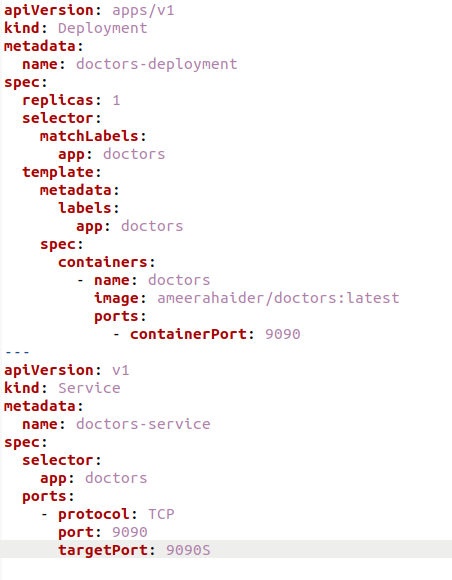 apiVersion: apps/v1
kind: Deployment
metadata:
  name: doctors-deployment
spec:
  replicas: 1
  selector:
    matchLabels:
      app: doctors
  template:
    metadata:
      labels:
        app: doctors
    spec:
      containers:
        - name: doctors
          image: ameerahaider/doctors:latest
          ports:
            - containerPort: 9090
---
apiVersion: v1
kind: Service
metadata:
  name: doctors-service
spec:
  selector:
    app: doctors
  ports:
    - protocol: TCP
      port: 9090
      targetPort: 9090S